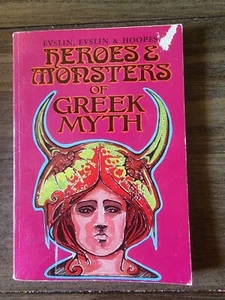 EVSLIN, EVSLIN & HOOPES
HEROES &
MONSTERS
OF
GREEK
MYTH